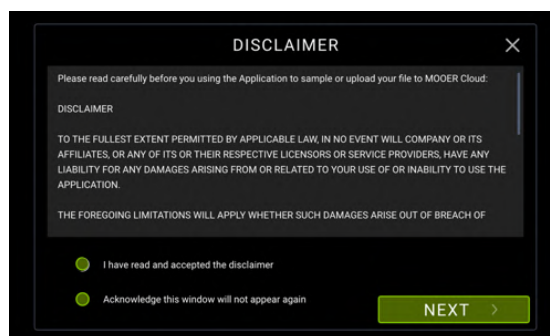 DISCLAIMER
Please read carefully before you using the Application to sample or upload your file to MOOER Cloud:
DISCLAIMER
TO THE FULLEST EXTENT PERMITTED BY APPLICABLE LAW, IN NO EVENT WILL COMPANY OR ITS
AFFILIATES, OR ANY OF ITS OR THEIR RESPECTIVE LICENSORS OR SERVICE PROVIDERS, HAVE ANY
LIABILITY FOR ANY DAMAGES ARISING FROM OR RELATED TO YOUR USE OF OR INABILITY TO USE THE
APPLICATION.
THE FOREGOING LIMITATIONS WILL APPLY WHETHER SUCH DAMAGES ARISE OUT OF BREACH OF
I have read and accepted the disclaimer
Acknowledge this window will not appear again
NEXT